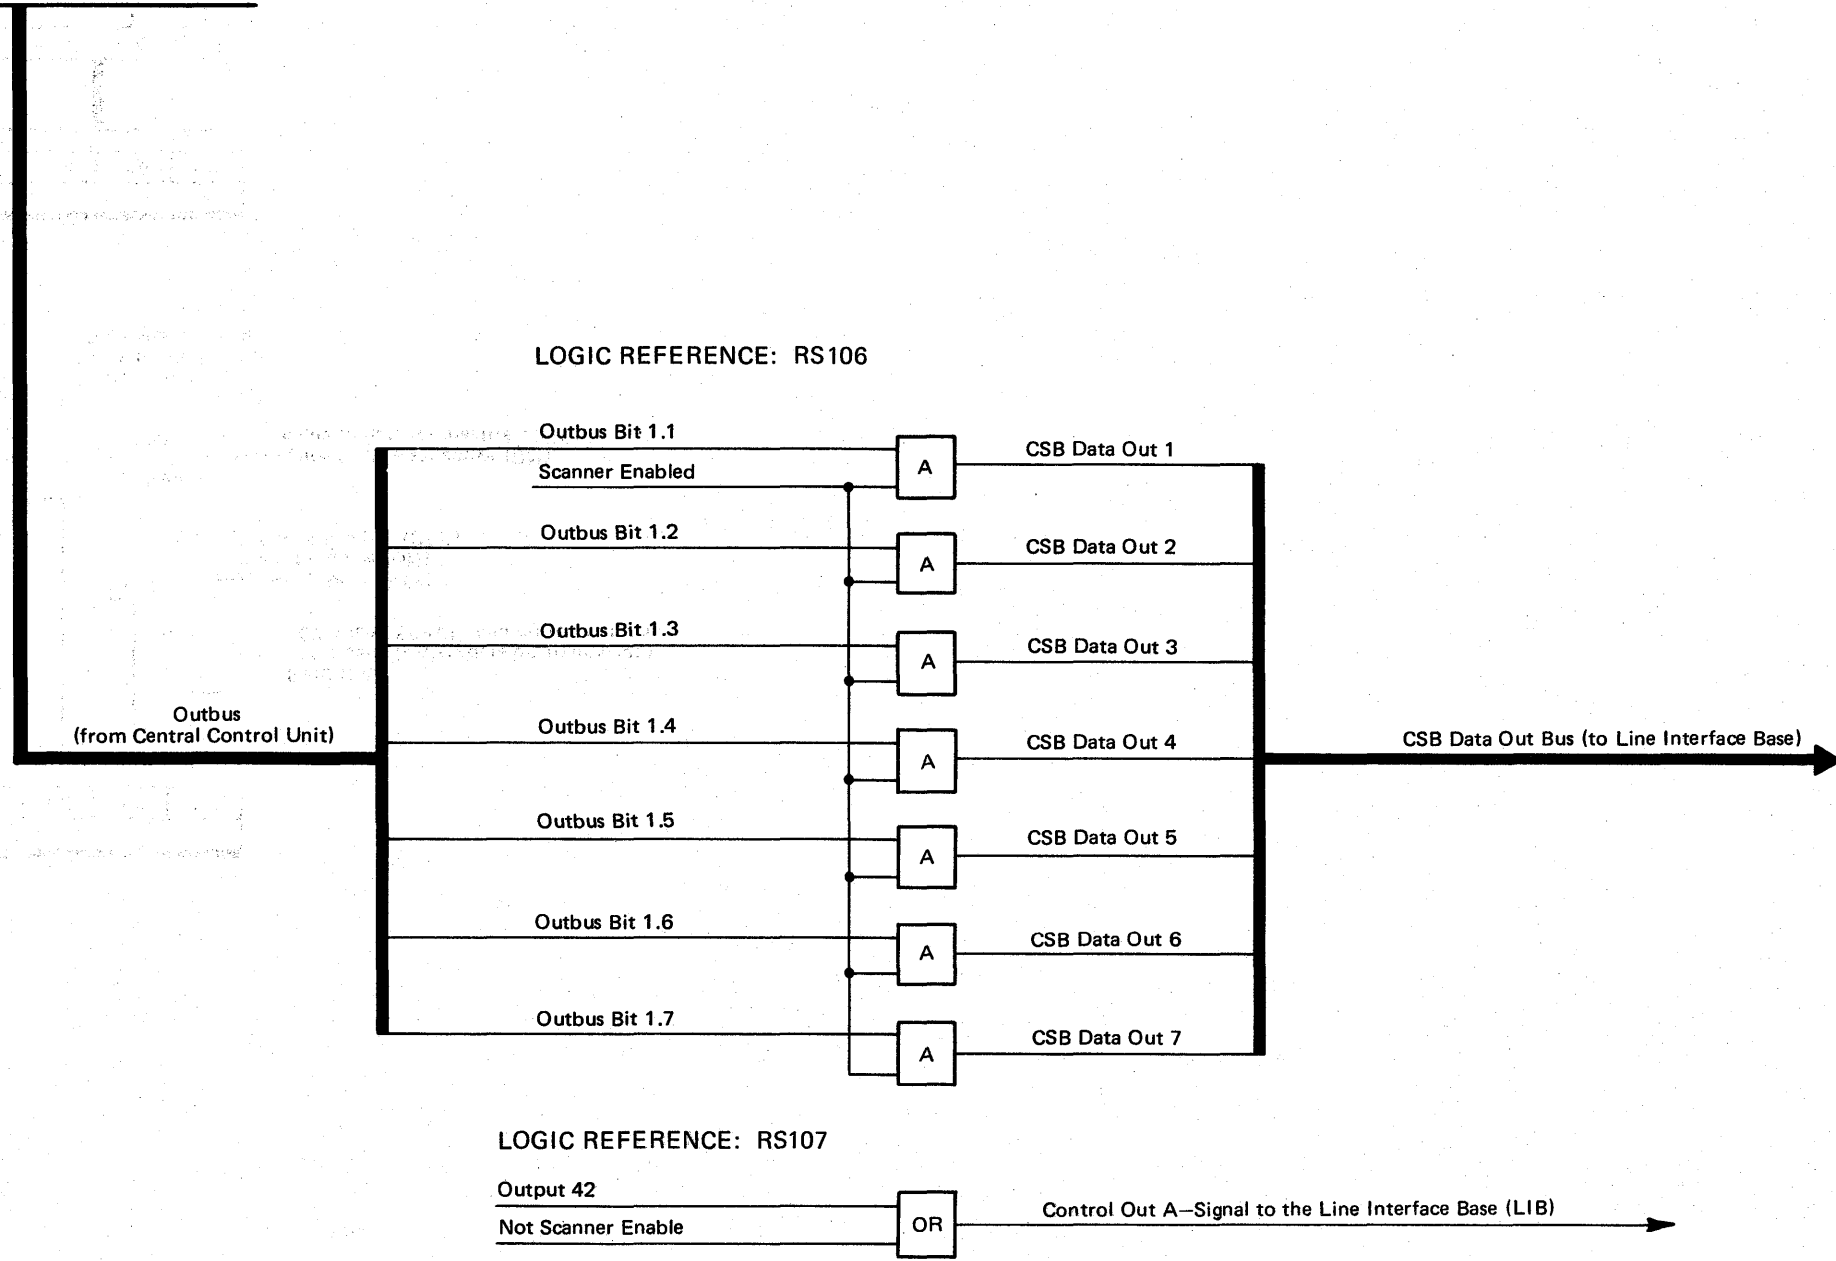 LOGIC REFERENCE: RS106
Outbus Bit 1.1
Scanner Enabled
A
CSB Data Out 1
Outbus Bit 1.2
A
CSB Data Out 2
Outbus Bit 1.3
A
CSB Data Out 3
Outbus
(from Central Control Unit)
Outbus Bit 1.4
A
CSB Data Out 4
CSB Data Out Bus (to Line Interface Base)
Outbus Bit 1.5
A
CSB Data Out 5
Outbus Bit 1.6
A
CSB Data Out 6
Outbus Bit 1.7
A
CSB Data Out 7
LOGIC REFERENCE: RS107
Output 42
Not Scanner Enable
OR
Control Out A—Signal to the Line Interface Base (LIB)